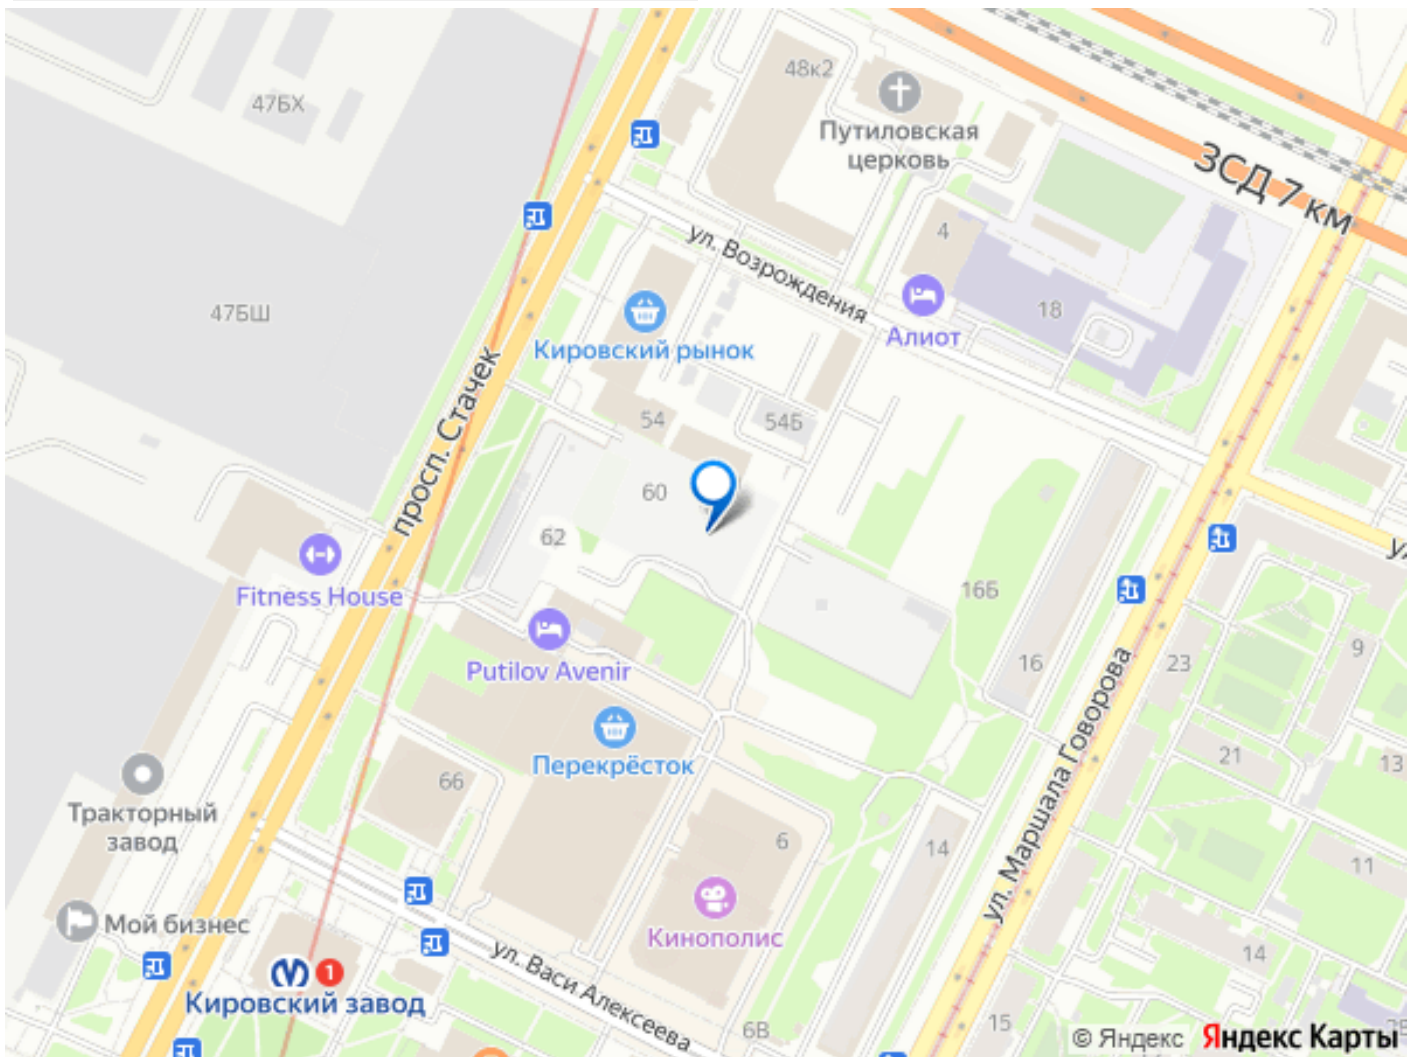 48к2
47БХ
Путиловская
церковь
ЗСД 7 км
4
ул. Возрождения
47БШ
18
Алиот
Кировский рынок
просп. Стачек
54
54Б
60
62
Fitness House
16Б
Putilov Avenir
16
23
9
ул. Маршала Говорова
21
13
Перекрёсток
66
Тракторный
завод
6
14
11
Мой бизнес
Кинополис
14
ул. Васи Алексеева
1
Кировский завод
6В
15
© Яндекс Яндекс Карты